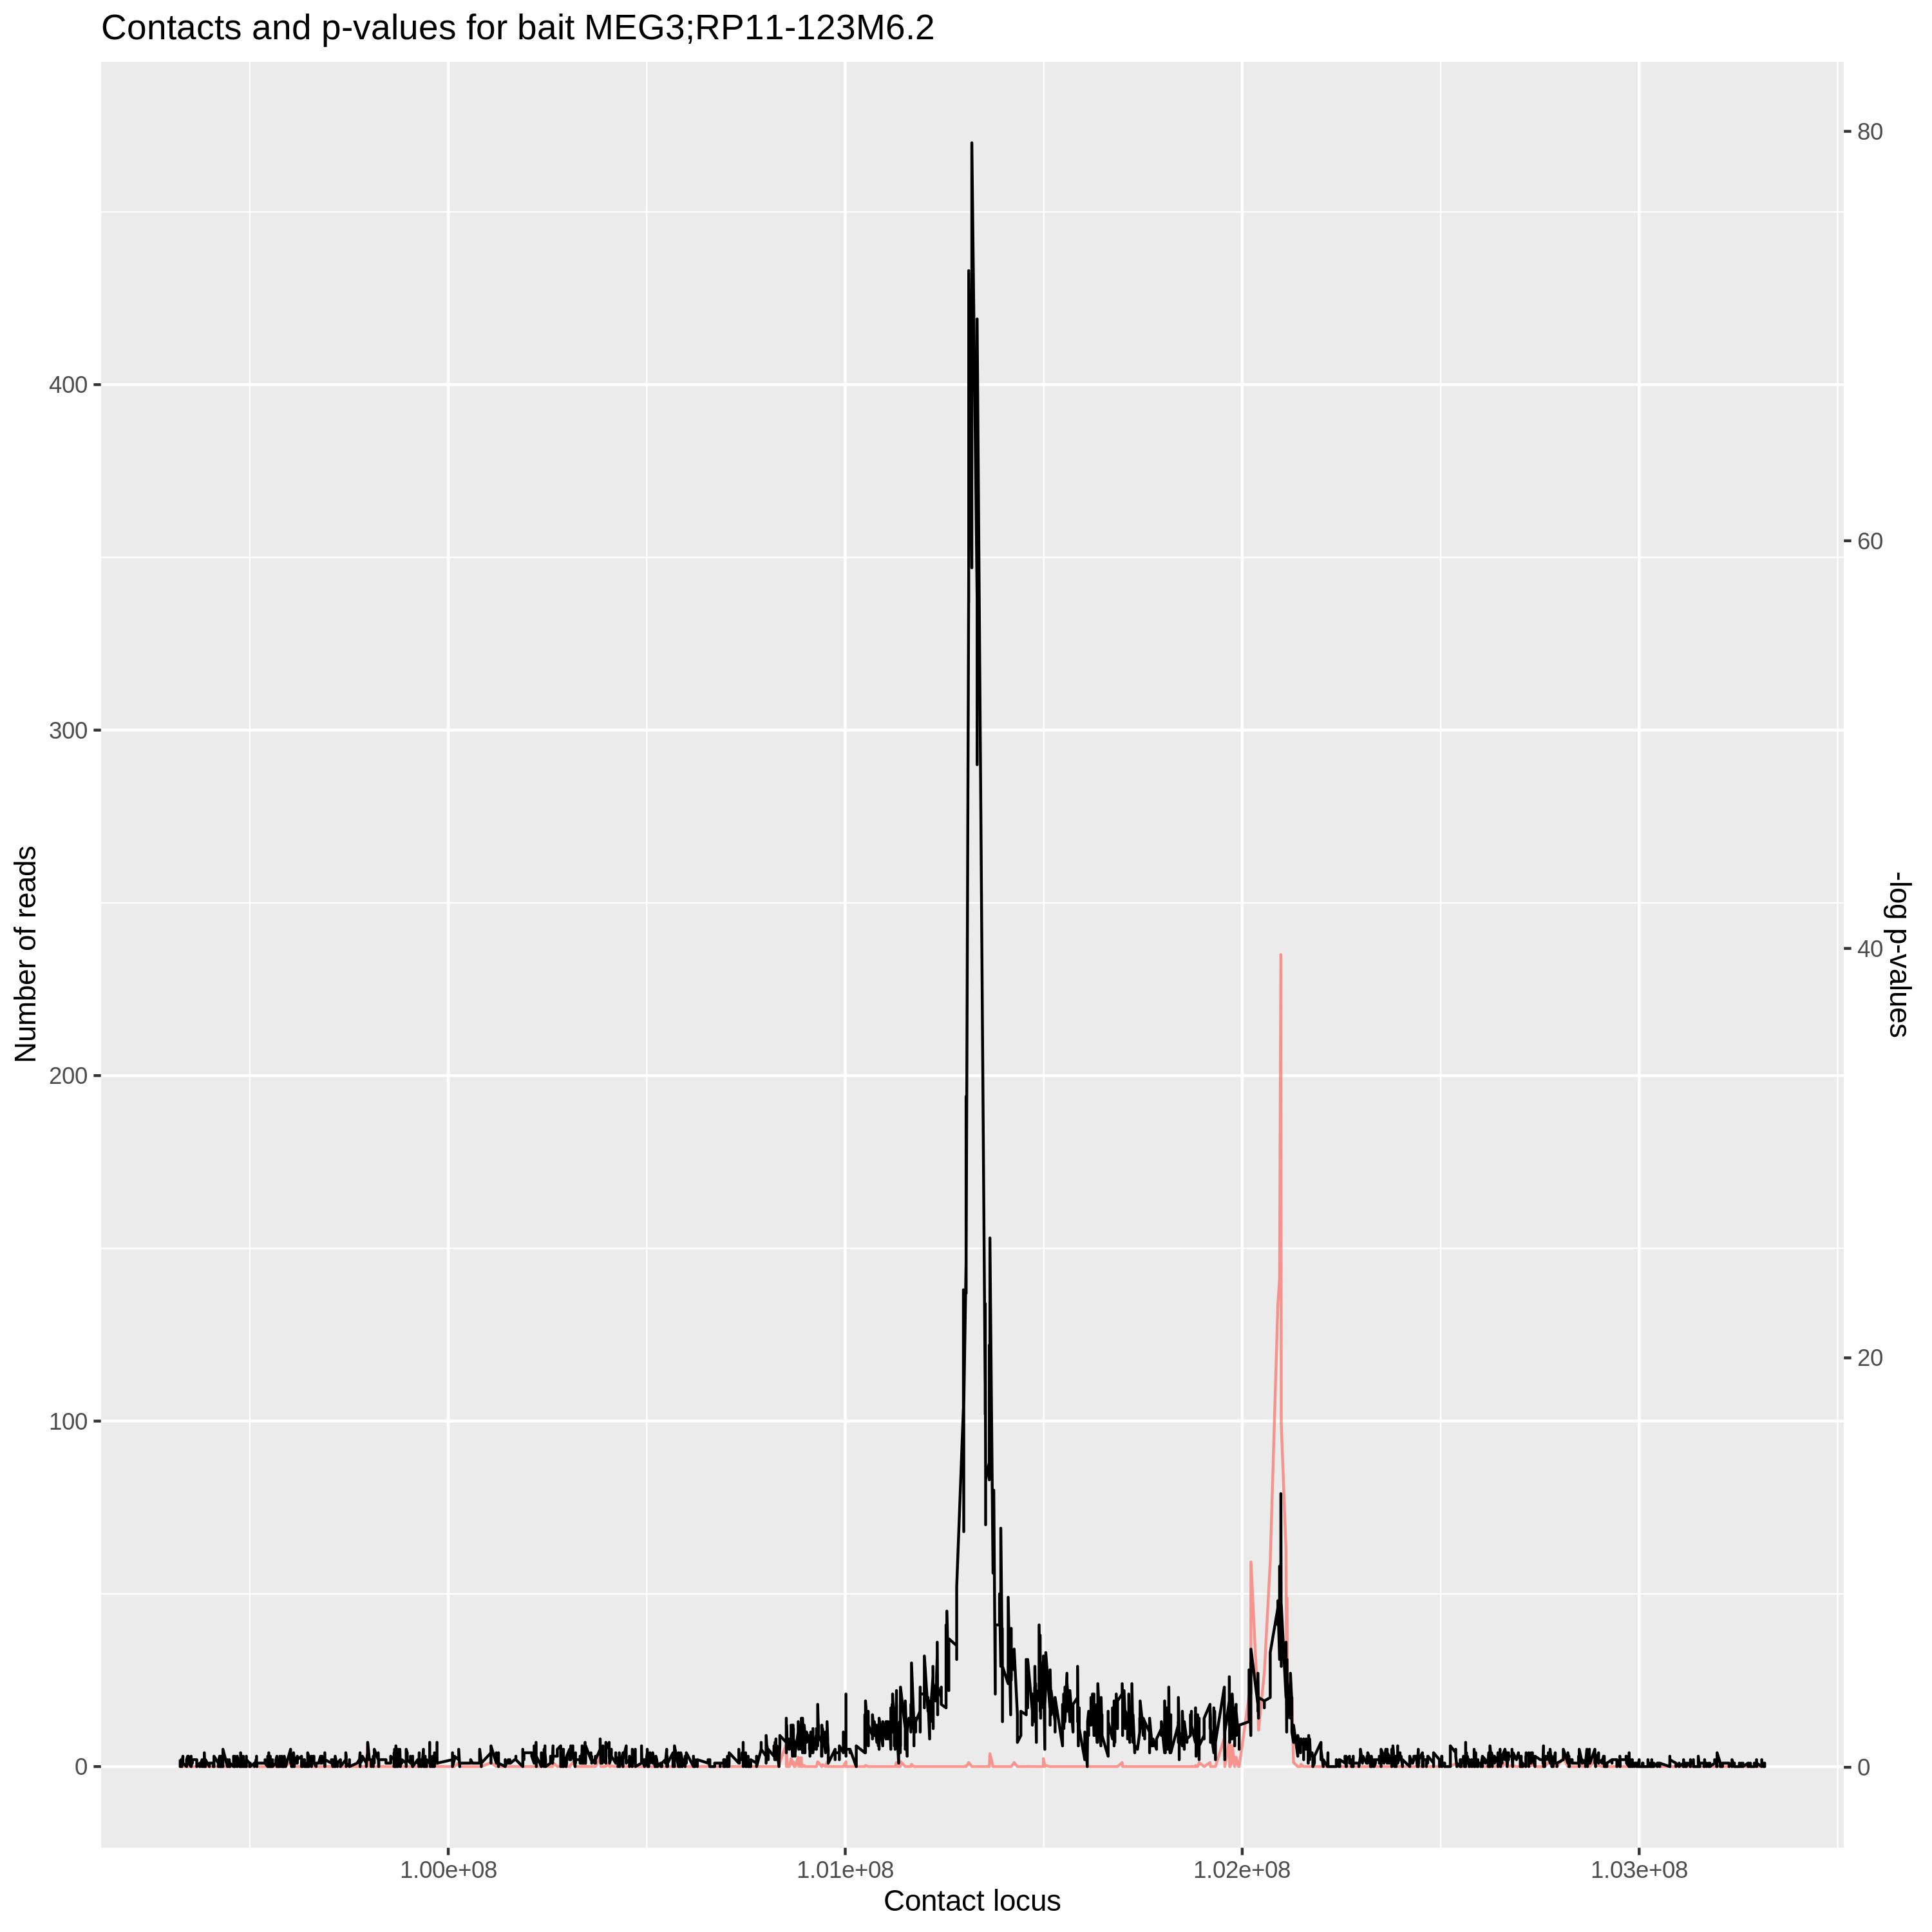 Contacts and p-values for bait MEG3;RP11-123M6.2
Number of reads
400
300
200
100
0
80
60
40
20
0
-log p-values
1.00e+08
1.01e+08
1.02e+08
1.03e+08
Contact locus